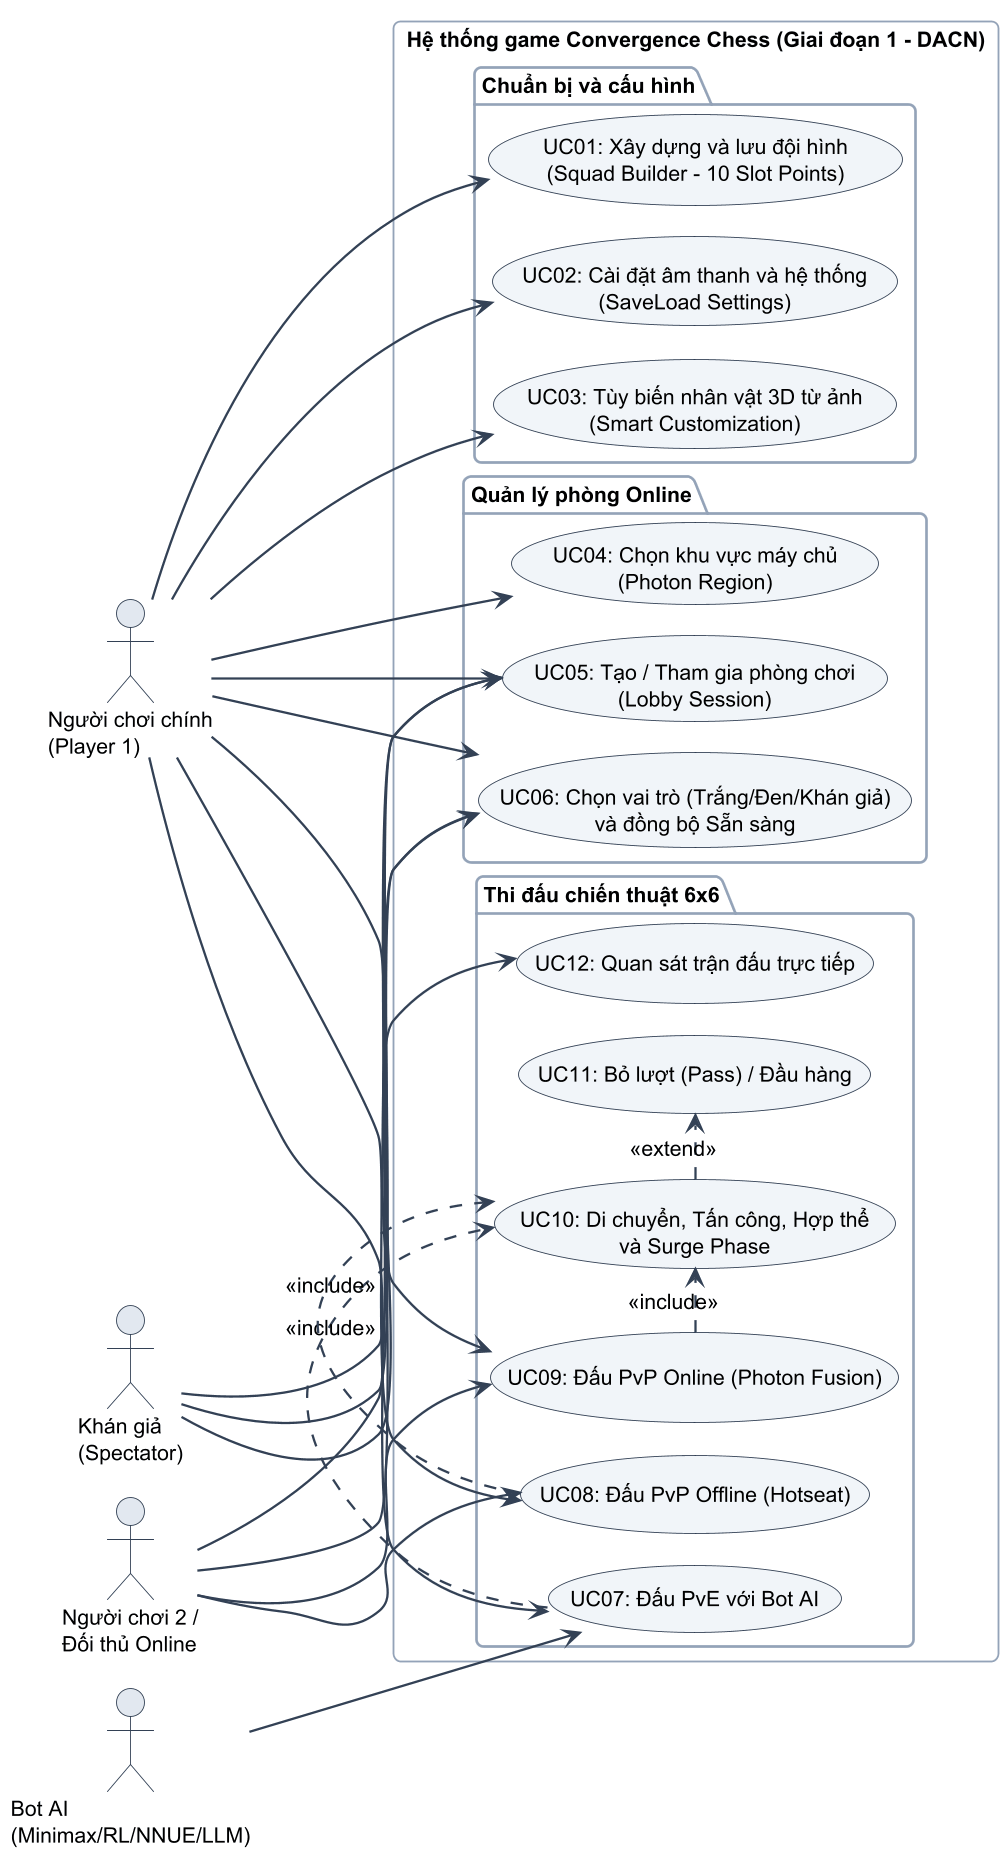 Hệ thống game Convergence Chess (Giai đoạn 1 - DACN)
Chuẩn bị và cấu hình
UC01: Xây dựng và lưu đội hình
(Squad Builder - 10 Slot Points)
UC02: Cài đặt âm thanh và hệ thống
(SaveLoad Settings)
UC03: Tùy biến nhân vật 3D từ ảnh
(Smart Customization)
Quản lý phòng Online
UC04: Chọn khu vực máy chủ
(Photon Region)
UC05: Tạo / Tham gia phòng chơi
(Lobby Session)
UC06: Chọn vai trò (Trắng/Đen/Khán giả)
và đồng bộ Sẵn sàng
Người chơi chính
(Player 1)
Thi đấu chiến thuật 6x6
UC12: Quan sát trận đấu trực tiếp
UC11: Bỏ lượt (Pass) / Đầu hàng
«extend»
UC10: Di chuyển, Tấn công, Hợp thể
và Surge Phase
«include»
«include»
«include»
UC09: Đấu PvP Online (Photon Fusion)
UC08: Đấu PvP Offline (Hotseat)
UC07: Đấu PvE với Bot AI
Khán giả
(Spectator)
Người chơi 2 /
Đối thủ Online
Bot AI
(Minimax/RL/NNUE/LLM)